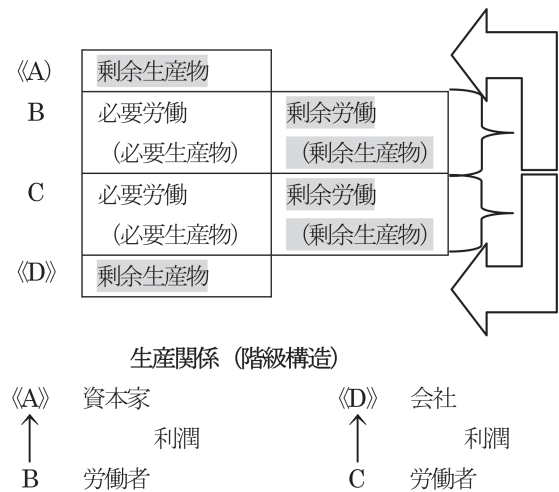 《A》 剰余生産物
B 必要労働 剰余労働
（必要生産物） （剰余生産物）
C 必要労働 剰余労働
（必要生産物） （剰余生産物）
《D》 剰余生産物
生産関係（階級構造）
《A》 資本家 《D》 会社
利潤 利潤
B 労働者 C 労働者